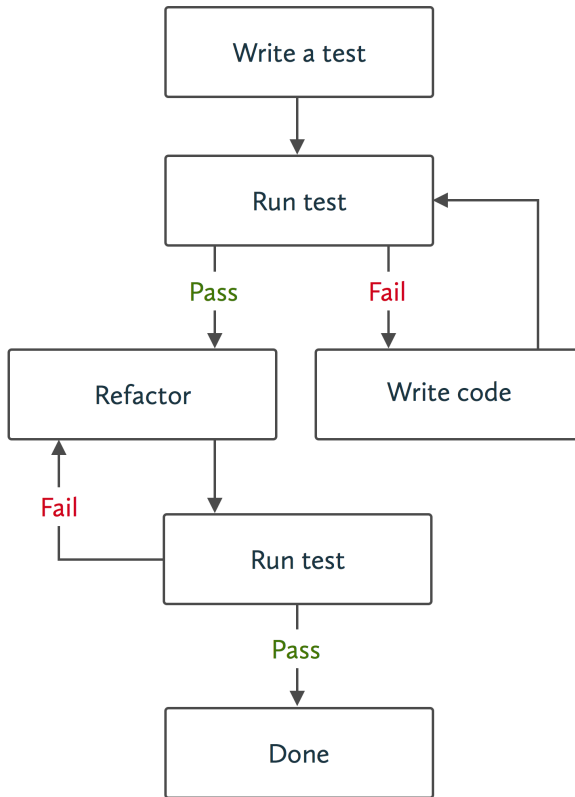 Write a test
Run test
Pass
Fail
Refactor
Write code
Fail
Run test
Pass
Done